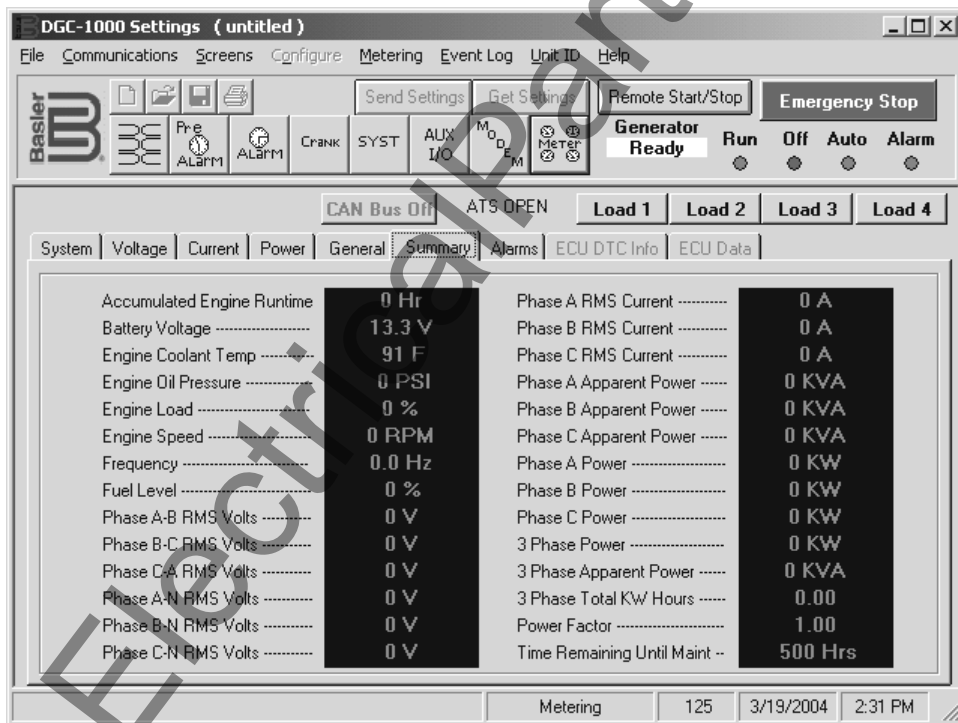 DGC-1000 Settings ( untitled )
File Communications Screens Configure Metering Event Log Unit ID Help
Basler
Send Settings Get Settings Remote Start/Stop Emergency Stop
Pre ALarm ALarm Crank SYST AUX I/O MODEM METER
Generator Ready Run Off Auto Alarm
CAN Bus Off ATS OPEN Load 1 Load 2 Load 3 Load 4
System Voltage Current Power General Summary Alarms ECU DTC Info ECU Data
Accumulated Engine Runtime 0 Hr
Battery Voltage 13.3 V
Engine Coolant Temp 91 F
Engine Oil Pressure 0 PSI
Engine Load 0 %
Engine Speed 0 RPM
Frequency 0.0 Hz
Fuel Level 0 %
Phase A-B RMS Volts 0 V
Phase B-C RMS Volts 0 V
Phase C-A RMS Volts 0 V
Phase A-N RMS Volts 0 V
Phase B-N RMS Volts 0 V
Phase C-N RMS Volts 0 V
Phase A RMS Current 0 A
Phase B RMS Current 0 A
Phase C RMS Current 0 A
Phase A Apparent Power 0 KVA
Phase B Apparent Power 0 KVA
Phase C Apparent Power 0 KVA
Phase A Power 0 KW
Phase B Power 0 KW
Phase C Power 0 KW
3 Phase Power 0 KW
3 Phase Apparent Power 0 KVA
3 Phase Total KW Hours 0.00
Power Factor 1.00
Time Remaining Until Maint 500 Hrs
Metering 125 3/19/2004 2:31 PM
ElectricalPar